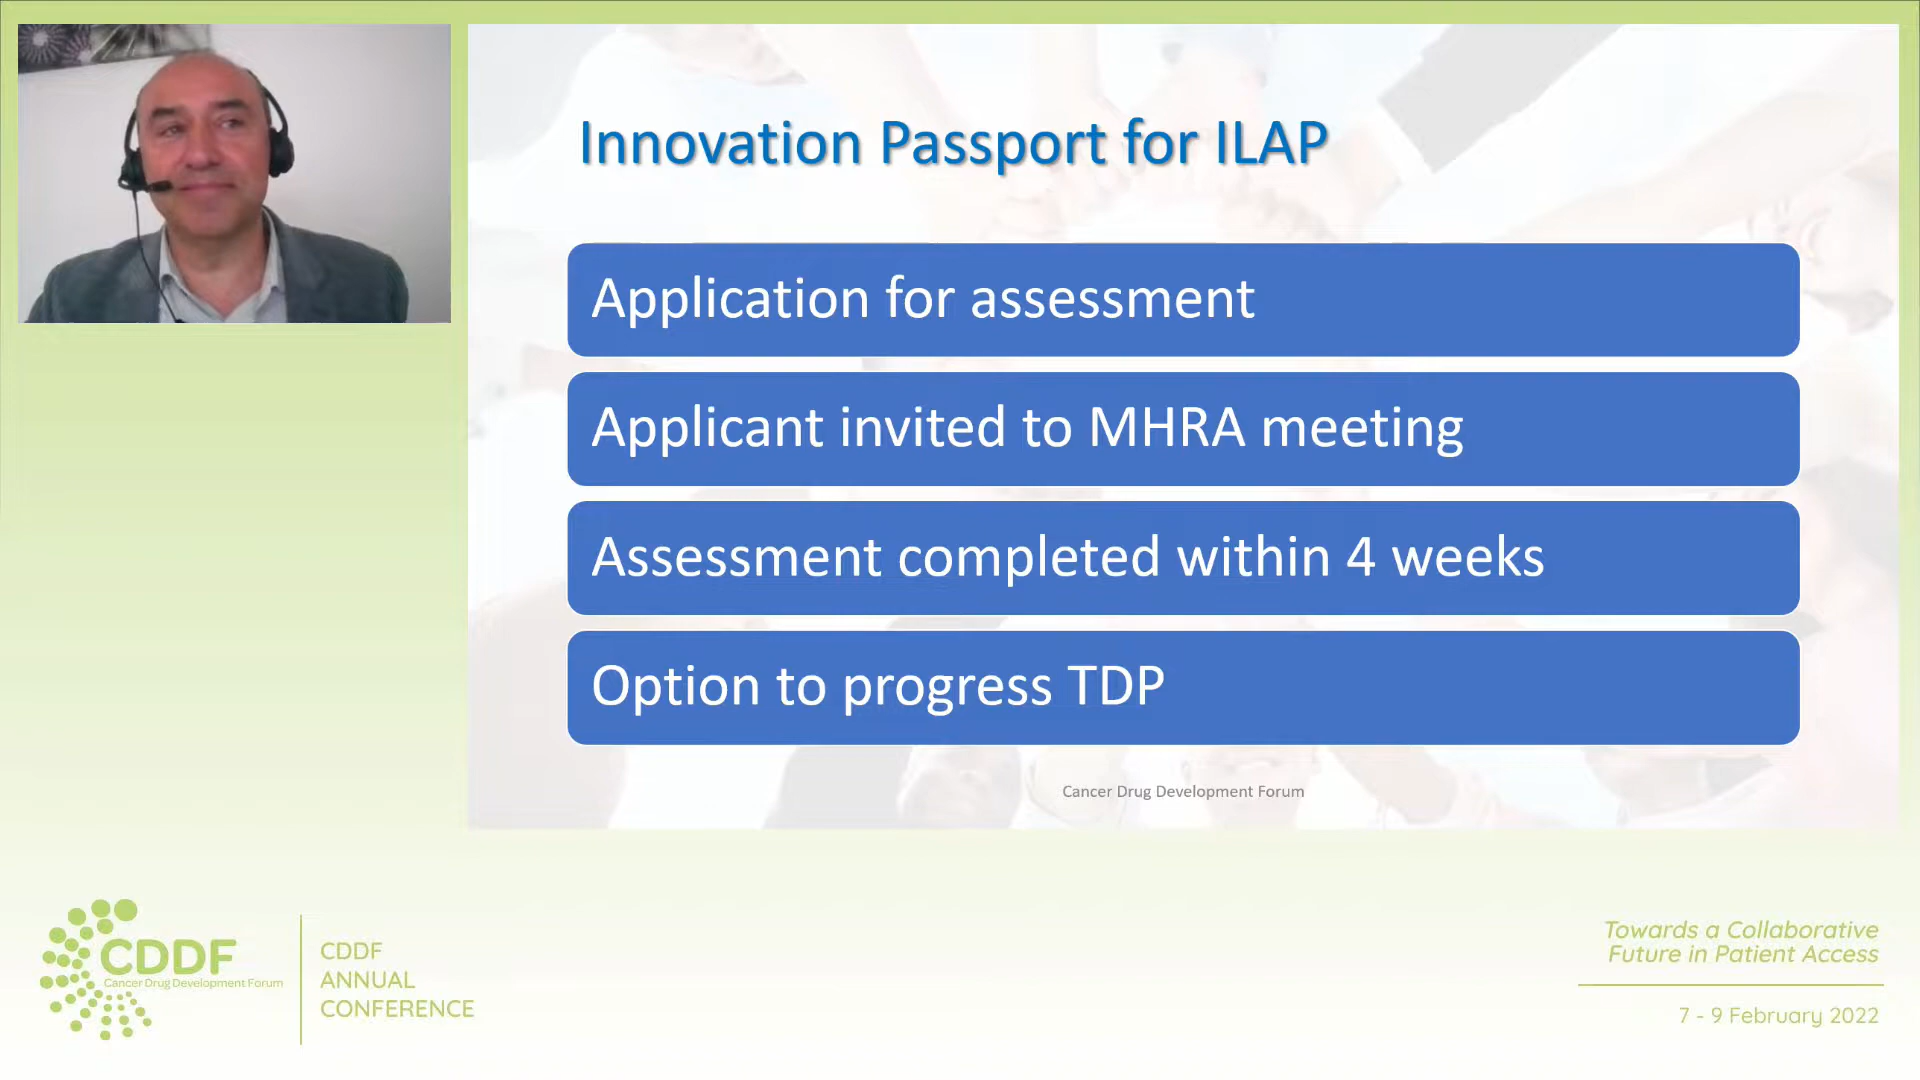 Innovation Passport for ILAP
Application for assessment
Applicant invited to MHRA meeting
Assessment completed within 4 weeks
Option to progress TDP
Cancer Drug Development Forum
CDDF
Cancer Drug Development Forum
CDDF
ANNUAL
CONFERENCE
Towards a Collaborative
Future in Patient Access
7 - 9 February 2022